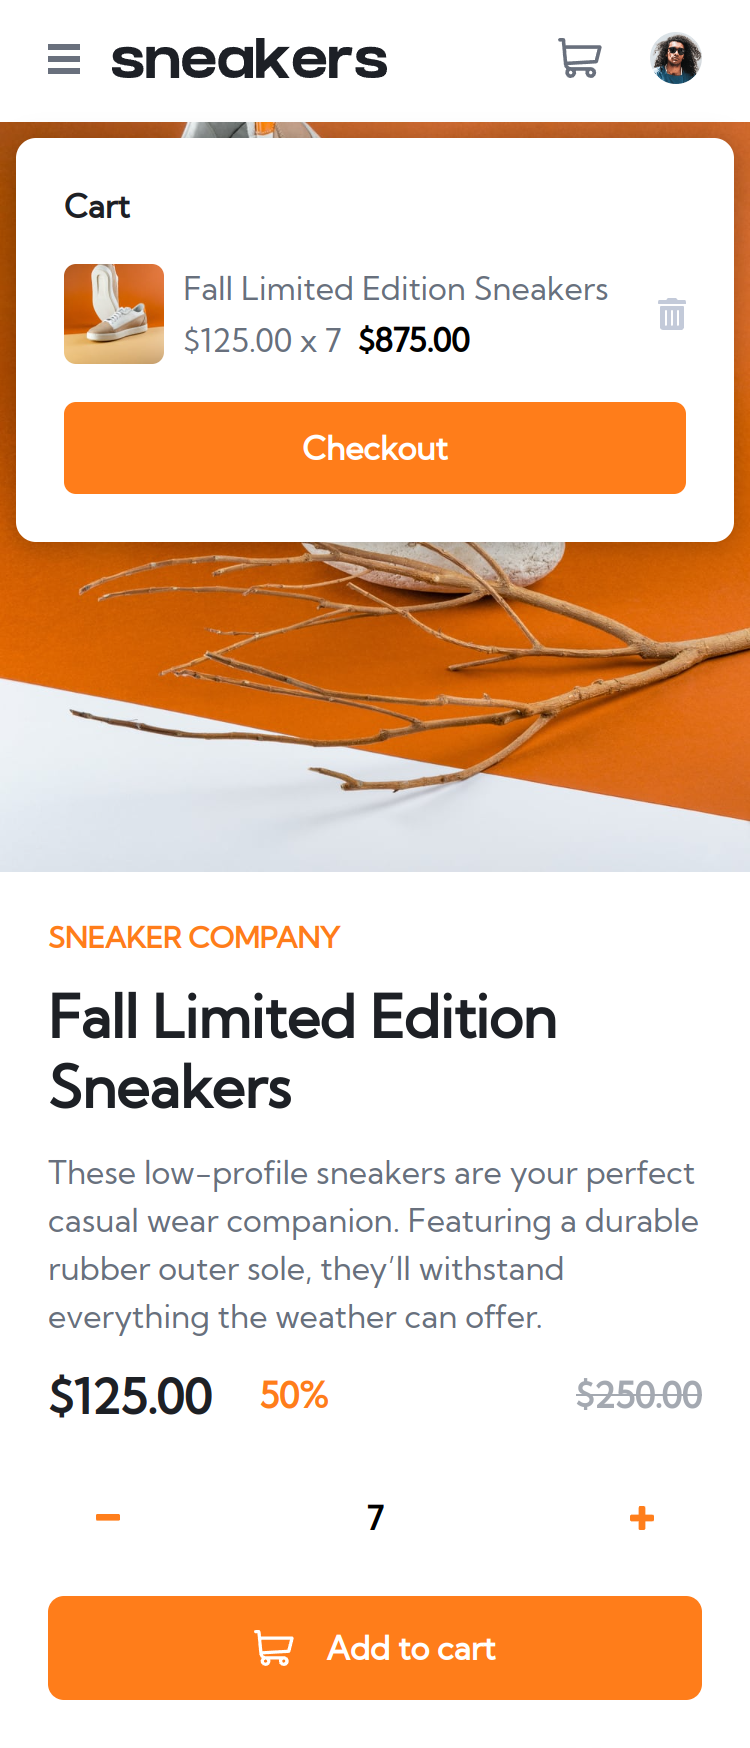 sneakers
Cart
Fall Limited Edition Sneakers
$125.00 x 7 $875.00
Checkout
SNEAKER COMPANY
Fall Limited Edition
Sneakers
These low-profile sneakers are your perfect
casual wear companion. Featuring a durable
rubber outer sole, they’ll withstand
everything the weather can offer.
$125.00 50% $250.00
7
Add to cart